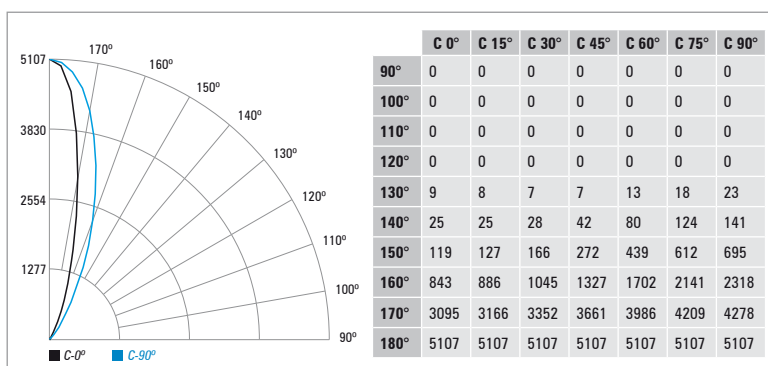 5107
3830
2554
1277
170º
160º
150º
140º
130º
120º
110º
100º
90º
C-0º C-90º
C 0° C 15° C 30° C 45° C 60° C 75° C 90°
90° 0 0 0 0 0 0 0
100° 0 0 0 0 0 0 0
110° 0 0 0 0 0 0 0
120° 0 0 0 0 0 0 0
130° 9 8 7 7 13 18 23
140° 25 25 28 42 80 124 141
150° 119 127 166 272 439 612 695
160° 843 886 1045 1327 1702 2141 2318
170° 3095 3166 3352 3661 3986 4209 4278
180° 5107 5107 5107 5107 5107 5107 5107